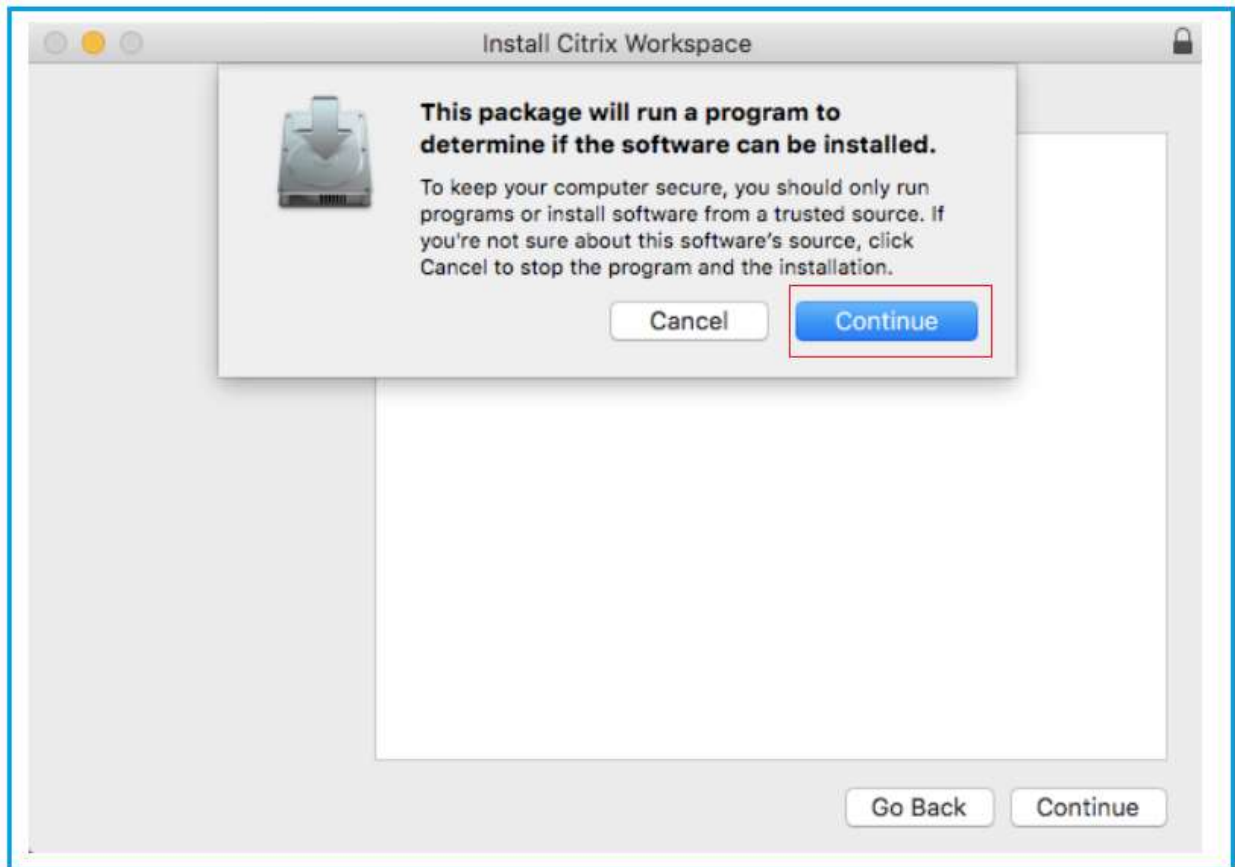 Install Citrix Workspace
This package will run a program to
determine if the software can be installed.
To keep your computer secure, you should only run
programs or install software from a trusted source. If
you're not sure about this software's source, click
Cancel to stop the program and the installation.
Cancel
Continue
Go Back
Continue